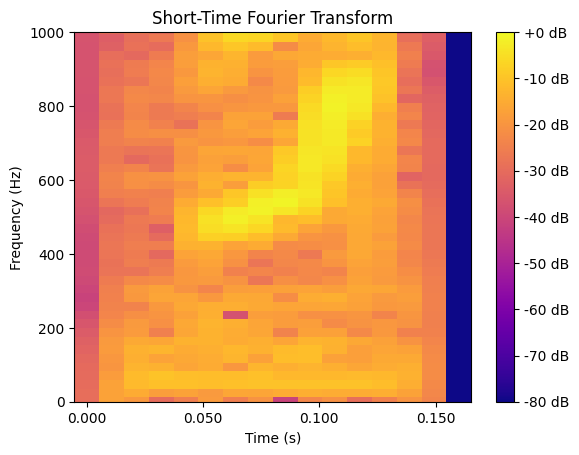 Short-Time Fourier Transform
1000
800
600
400
200
0
Frequency (Hz)
0.000
0.050
0.100
0.150
Time (s)
+0 dB
-10 dB
-20 dB
-30 dB
-40 dB
-50 dB
-60 dB
-70 dB
-80 dB